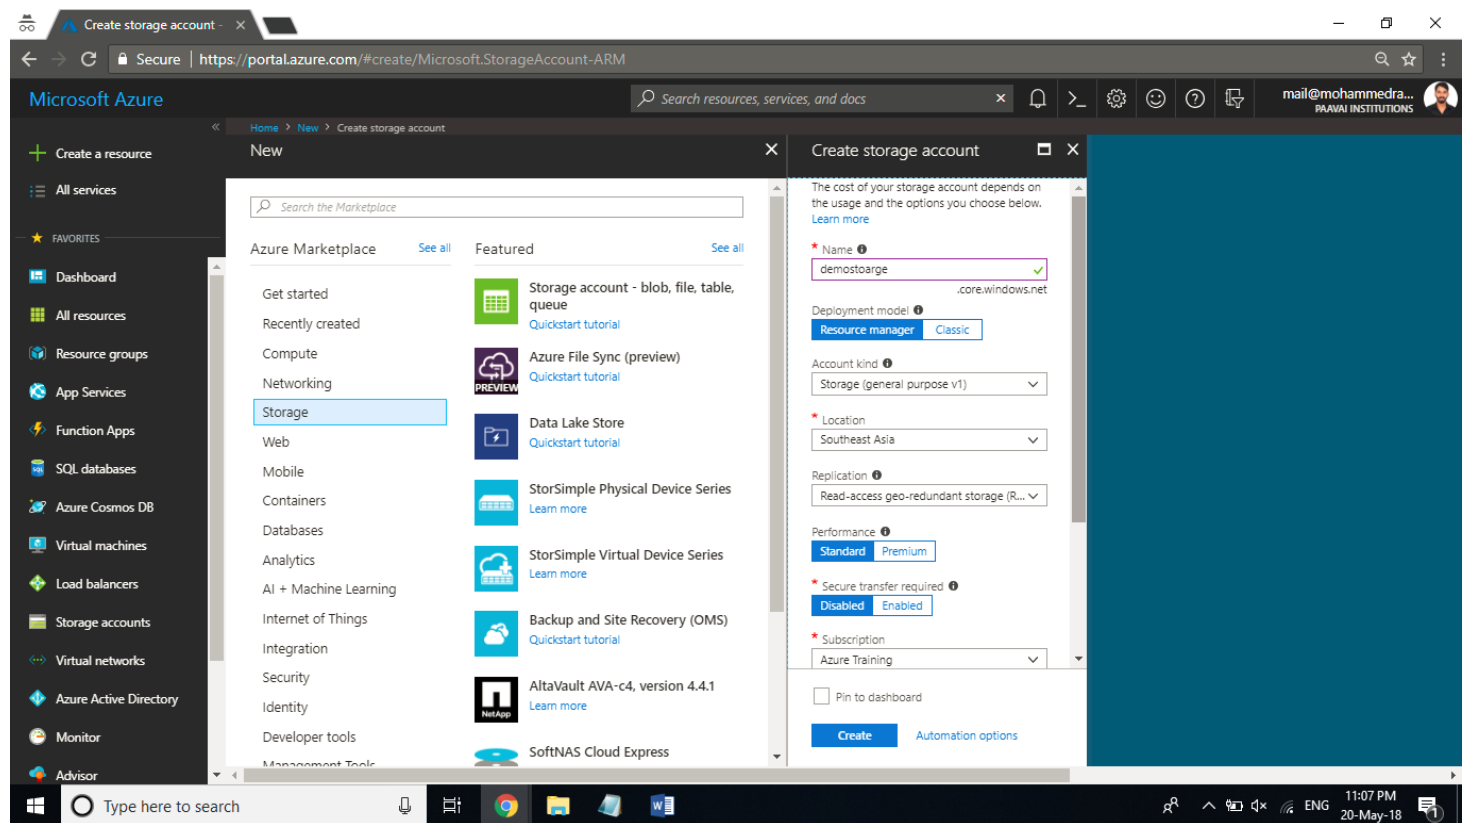 Create storage account -
Secure | https://portal.azure.com/#create/Microsoft.StorageAccount-ARM
Microsoft Azure
Search resources, services, and docs
mail@mohammedra...
PAAVAI INSTITUTIONS
Home > New > Create storage account
Create a resource
All services
FAVORITES
Dashboard
All resources
Resource groups
App Services
Function Apps
SQL databases
Azure Cosmos DB
Virtual machines
Load balancers
Storage accounts
Virtual networks
Azure Active Directory
Monitor
Advisor
New
Search the Marketplace
Azure Marketplace See all
Get started
Recently created
Compute
Networking
Storage
Web
Mobile
Containers
Databases
Analytics
AI + Machine Learning
Internet of Things
Integration
Security
Identity
Developer tools
Management Tools
Featured See all
Storage account - blob, file, table,
queue
Quickstart tutorial
PREVIEW
Azure File Sync (preview)
Quickstart tutorial
Data Lake Store
Quickstart tutorial
StorSimple Physical Device Series
Learn more
StorSimple Virtual Device Series
Learn more
Backup and Site Recovery (OMS)
Quickstart tutorial
NetApp
AltaVault AVA-c4, version 4.4.1
Learn more
SoftNAS Cloud Express
Create storage account
The cost of your storage account depends on
the usage and the options you choose below.
Learn more
* Name
demostoarge
.core.windows.net
Deployment model
Resource manager Classic
Account kind
Storage (general purpose v1)
* Location
Southeast Asia
Replication
Read-access geo-redundant storage (R...
Performance
Standard Premium
* Secure transfer required
Disabled Enabled
* Subscription
Azure Training
Pin to dashboard
Create Automation options
Type here to search
ENG
11:07 PM
20-May-18
1